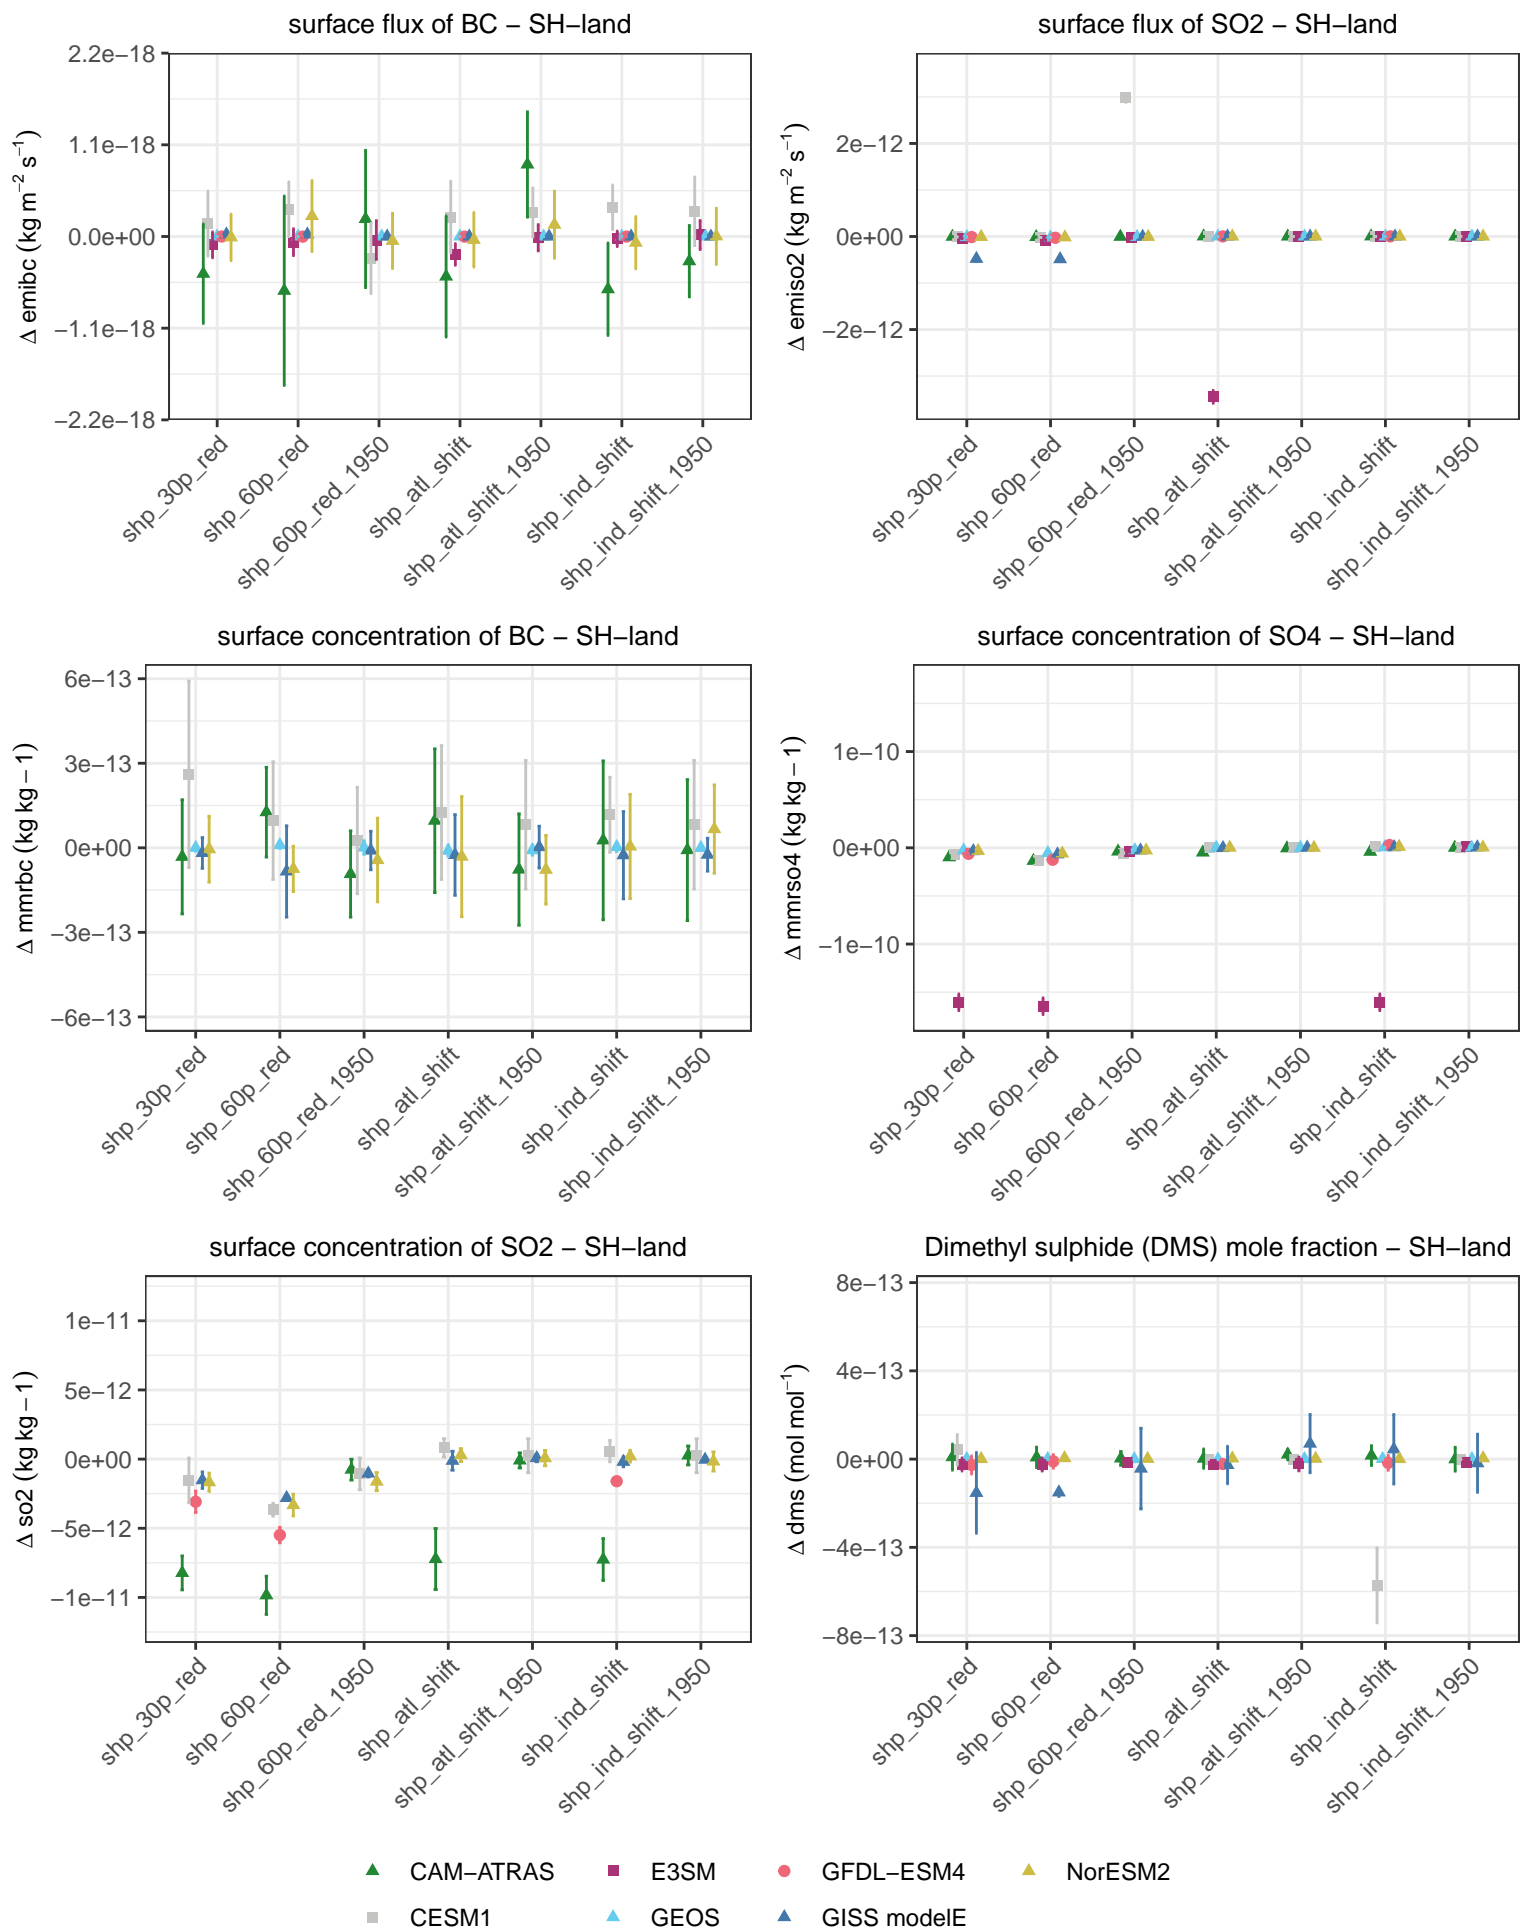 surface flux of BC − SH−land
2.2e−18
1.1e−18
0.0e+00
−1.1e−18
−2.2e−18
Δ emibc (kg m⁻² s⁻¹)
shp_30p_red
shp_60p_red
shp_60p_red_1950
shp_atl_shift
shp_atl_shift_1950
shp_ind_shift
shp_ind_shift_1950
surface flux of SO2 − SH−land
2e−12
0e+00
−2e−12
Δ emiso2 (kg m⁻² s⁻¹)
shp_30p_red
shp_60p_red
shp_60p_red_1950
shp_atl_shift
shp_atl_shift_1950
shp_ind_shift
shp_ind_shift_1950
surface concentration of BC − SH−land
6e−13
3e−13
0e+00
−3e−13
−6e−13
Δ mmrbc (kg kg − 1)
shp_30p_red
shp_60p_red
shp_60p_red_1950
shp_atl_shift
shp_atl_shift_1950
shp_ind_shift
shp_ind_shift_1950
surface concentration of SO4 − SH−land
1e−10
0e+00
−1e−10
Δ mmrso4 (kg kg − 1)
shp_30p_red
shp_60p_red
shp_60p_red_1950
shp_atl_shift
shp_atl_shift_1950
shp_ind_shift
shp_ind_shift_1950
surface concentration of SO2 − SH−land
1e−11
5e−12
0e+00
−5e−12
−1e−11
Δ so2 (kg kg − 1)
shp_30p_red
shp_60p_red
shp_60p_red_1950
shp_atl_shift
shp_atl_shift_1950
shp_ind_shift
shp_ind_shift_1950
Dimethyl sulphide (DMS) mole fraction − SH−land
8e−13
4e−13
0e+00
−4e−13
−8e−13
Δ dms (mol mol⁻¹)
shp_30p_red
shp_60p_red
shp_60p_red_1950
shp_atl_shift
shp_atl_shift_1950
shp_ind_shift
shp_ind_shift_1950
CAM−ATRAS E3SM GFDL−ESM4 NorESM2
CESM1 GEOS GISS modelE